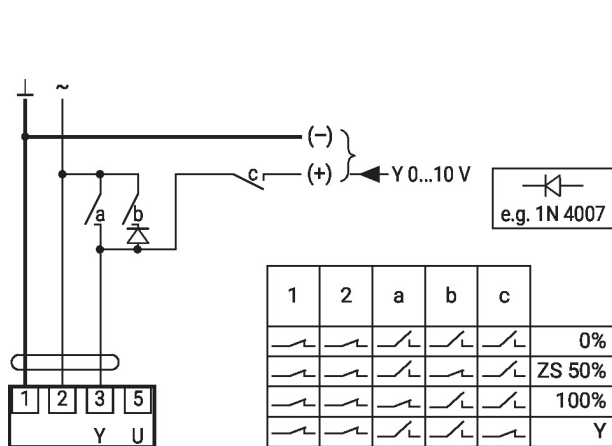 ⊥ ~
(−)
c (+) Y 0...10 V
a b
e.g. 1N 4007
1 2 a b c
0%
ZS 50%
100%
Y
1 2 3 5
Y U